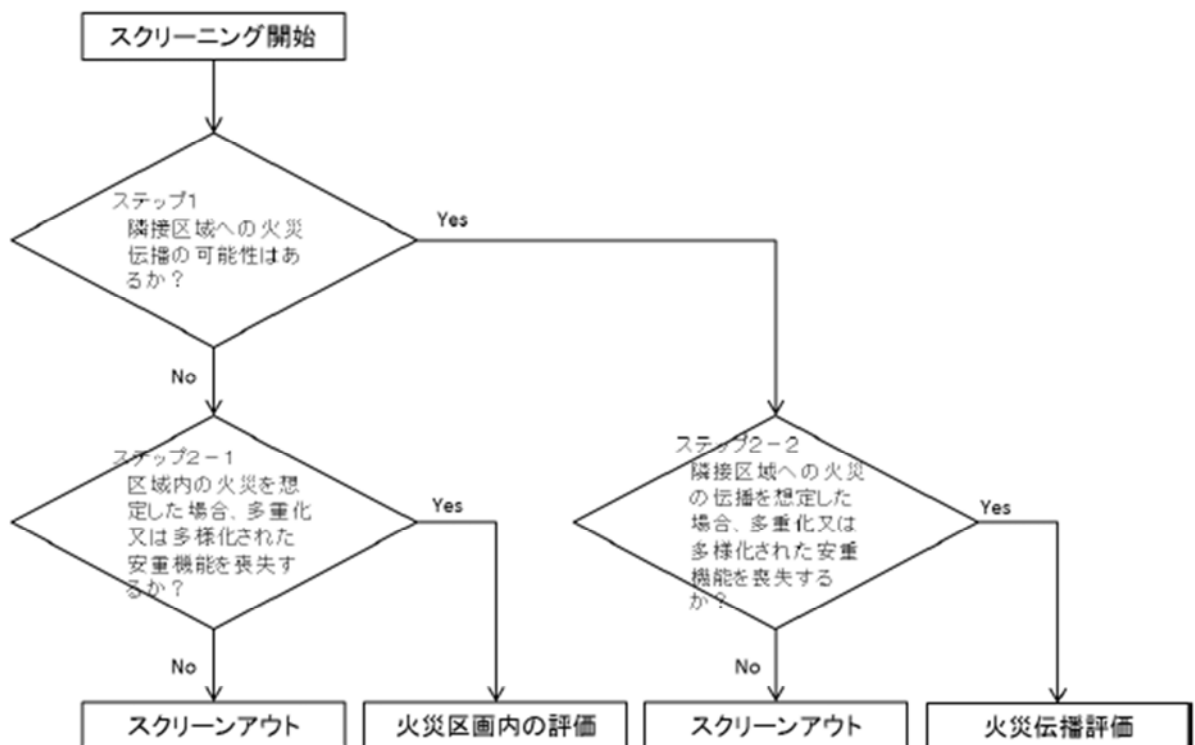 スクリーニング開始
ステップ1
隣接区域への火災
伝播の可能性はあ
るか？
Yes
No
ステップ2－1
区域内の火災を想
定した場合、多重化
又は多様化された
安重機能を喪失す
るか？
Yes
No
ステップ2－2
隣接区域への火災
の伝播を想定した
場合、多重化又は
多様化された安重
機能を喪失する
か？
Yes
No
スクリーンアウト
火災区画内の評価
スクリーンアウト
火災伝播評価